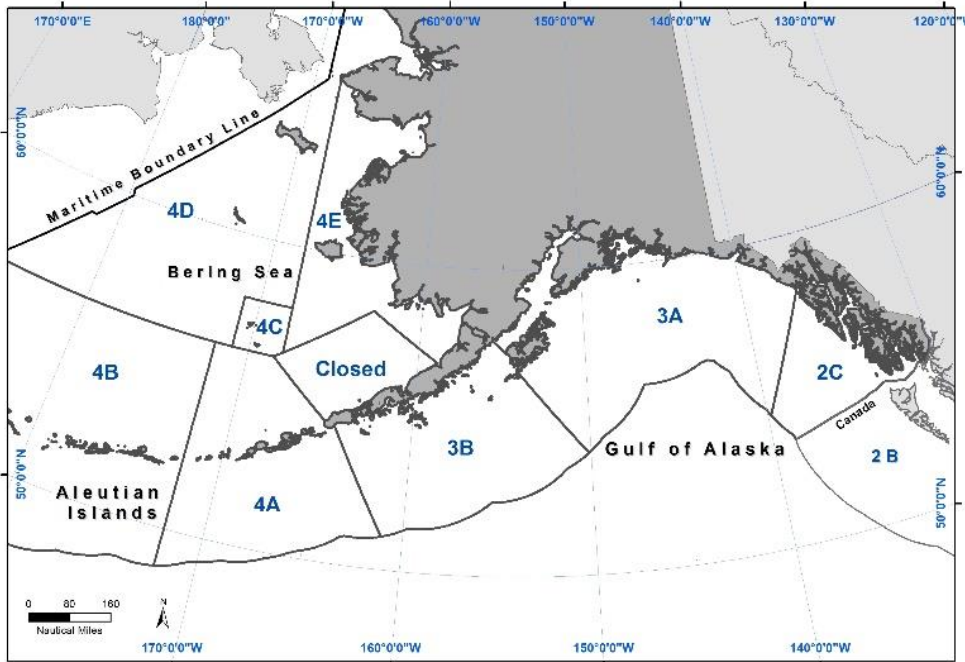 170°0'0"E
180°0'0"
170°0'0"W
160°0'0"W
150°0'0"W
140°0'0"W
130°0'0"W
120°0'0"W
60°0'0"N
60°0'0"N
Maritime Boundary Line
4D
4E
Bering Sea
4C
3A
4B
Closed
2C
Canada
3B
Gulf of Alaska
2 B
50°0'0"N
50°0'0"N
Aleutian
Islands
4A
0 80 160
Nautical Miles
N
170°0'0"W
160°0'0"W
150°0'0"W
140°0'0"W